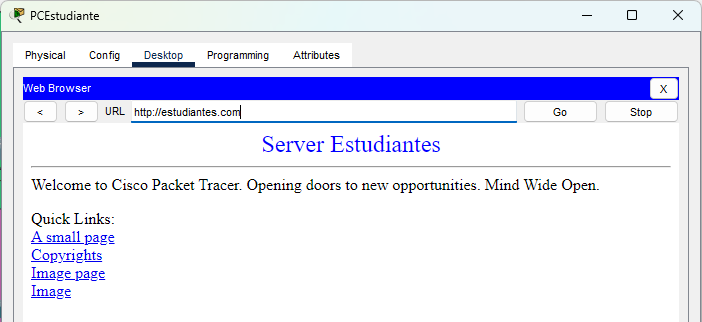 PCEstudiante
Physical Config Desktop Programming Attributes
Web Browser X
< > URL http://estudiantes.com Go Stop
Server Estudiantes
Welcome to Cisco Packet Tracer. Opening doors to new opportunities. Mind Wide Open.
Quick Links:
A small page
Copyrights
Image page
Image